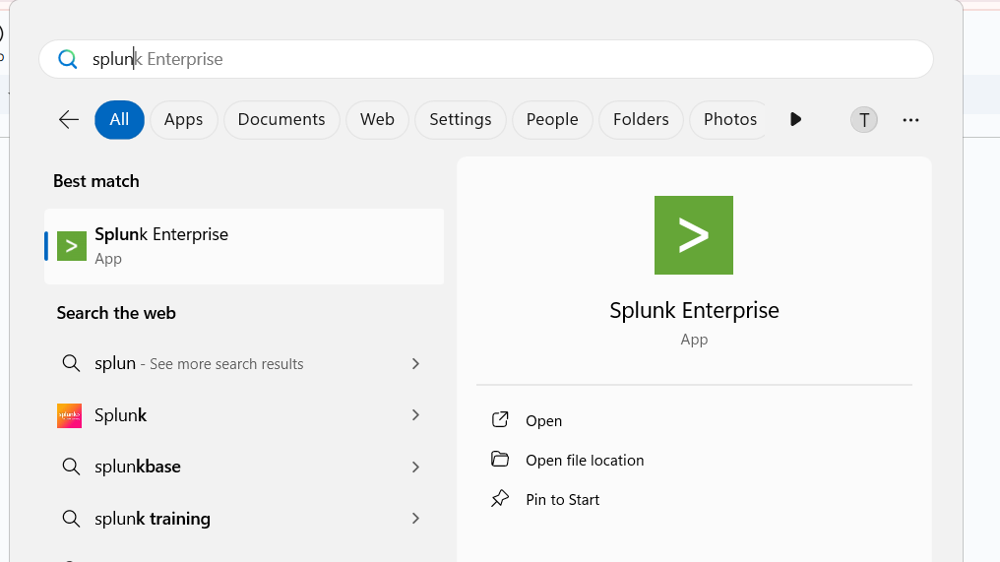 splunk Enterprise
All Apps Documents Web Settings People Folders Photos T ...
Best match
Splunk Enterprise
App
Search the web
splun - See more search results
Splunk
splunkbase
splunk training
>
Splunk Enterprise
App
Open
Open file location
Pin to Start